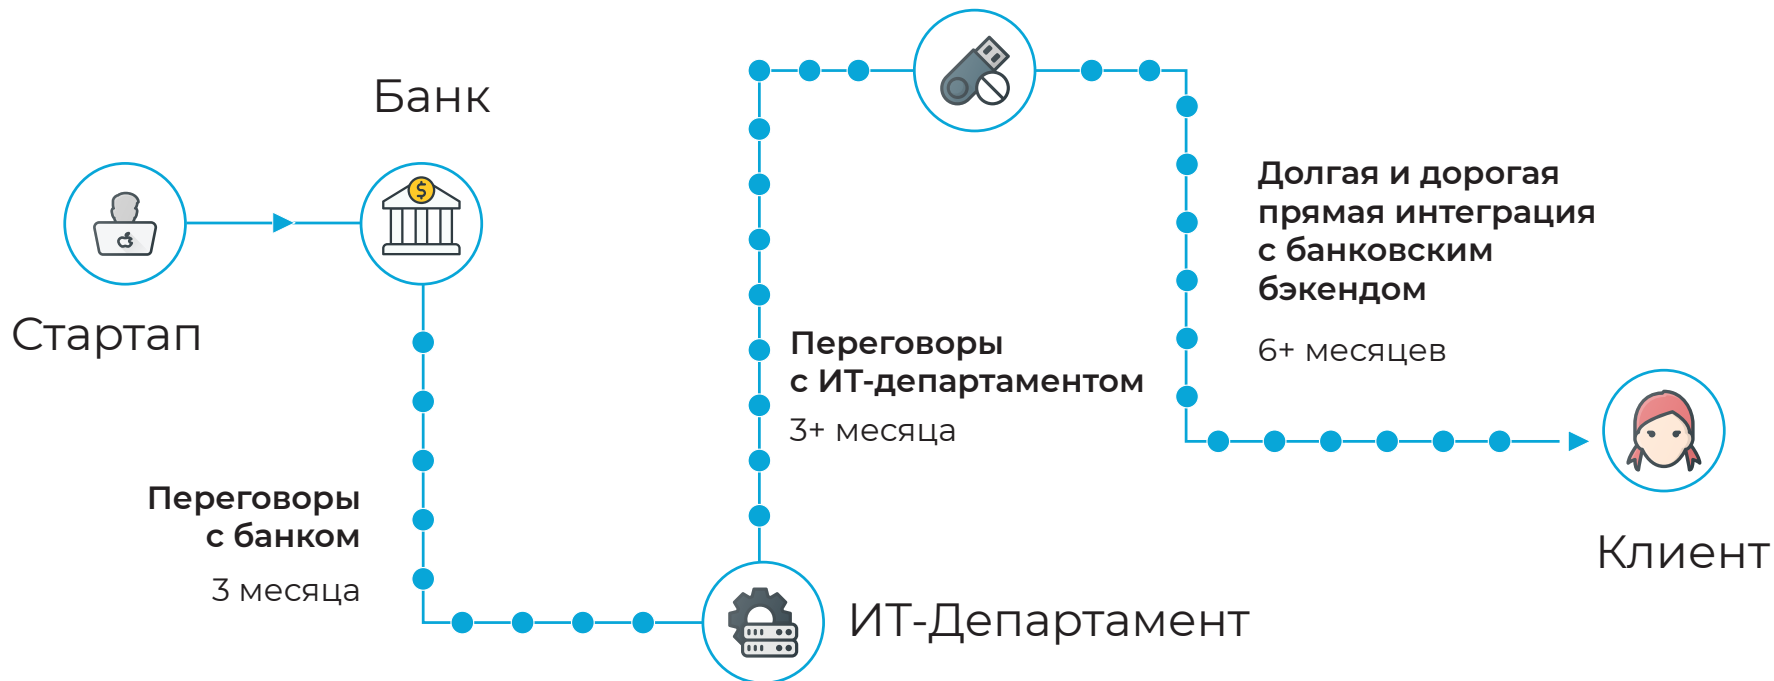 Банк
Стартап
Переговоры
с банком
3 месяца
ИТ-Департамент
Переговоры
с ИТ-департаментом
3+ месяца
Долгая и дорогая
прямая интеграция
с банковским
бэкендом
6+ месяцев
Клиент